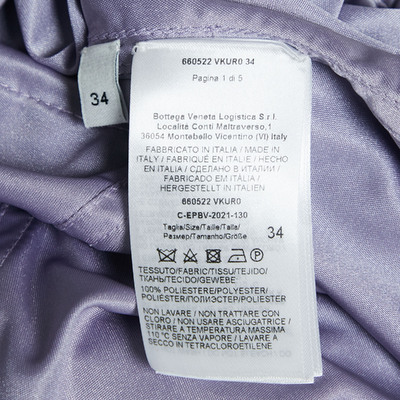 34
660522 VKUR0 34
Pagina 1 di 5
Bottega Veneta Logistica S r.l.
Località Conti Maltraverso,1
36054 Montebello Vicentino (VI) Italy
FABBRICATO IN ITALIA / MADE IN
ITALY / FABRIQUÉ EN ITALIE / HECHO
EN ITALIA / СДЕЛАНО В ИТАЛИИ /
FABRICADO EM ITÁLIA /
HERGESTELLT IN ITALIEN
660522 VKUR0
C-EPBV-2021-130
Taglia/Size/Taille/Talla/
Размер/Tamanho/Größe
34
TESSUTO/FABRIC/TISSU/TEJIDO/
ТКАНЬ/TECIDO/GEWEBE
100% POLIESTERE/POLYESTER/
POLIÉSTER/ПОЛИЭСТЕР/POLYESTER
NON LAVARE / NON TRATTARE CON
CLORO / NON USARE ASCIUGATRICE /
STIRARE A TEMPERATURA MASSIMA
110 °C SENZA VAPORE / LAVARE A
SECCO IN TETRACLOROETILENE